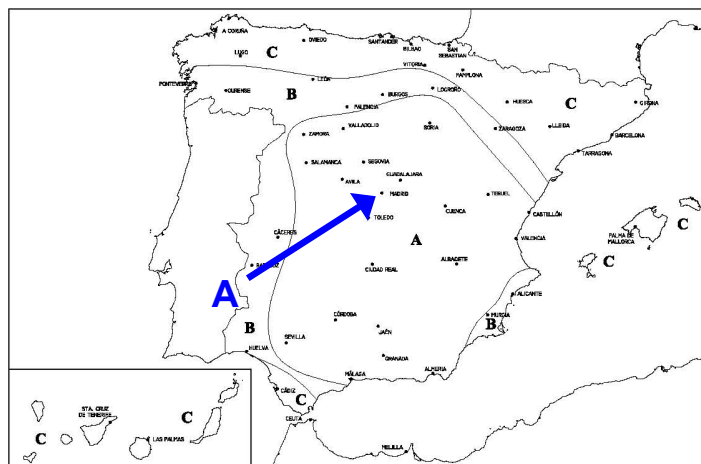 A CORUÑA
OVIEDO
SANTANDER
BILBAO
SAN
SEBASTIAN
LUGO
C
VITORIA
PAMPLONA
PONTEVEDRA
OURENSE
LEÓN
B
BURGOS
LOGROÑO
HUESCA
C
GIRONA
PALENCIA
VALLADOLID
SORIA
ZARAGOZA
LLEIDA
BARCELONA
ZAMORA
TARRAGONA
SALAMANCA
SEGOVIA
AVILA
GUADALAJARA
MADRID
TERUEL
CUENCA
CASTELLÓN
TOLEDO
C
PALMA DE
MALLORCA
CÁCERES
A
VALENCIA
C
CIUDAD REAL
ALBACETE
A
ALICANTE
MURCIA
B
CÓRDOBA
JAÉN
B
SEVILLA
HUELVA
GRANADA
MÁLAGA
ALMERIA
CÁDIZ
C
CEUTA
MELILLA
STA. CRUZ
DE TENERIFE
C
C
LAS PALMAS